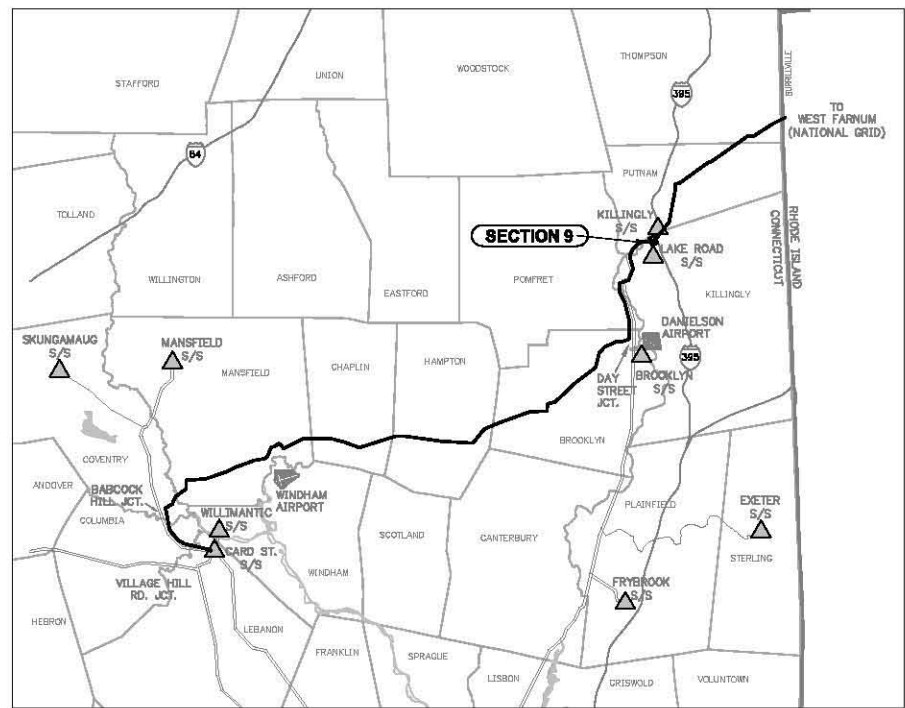 STAFFORD
UNION
WOODSTOCK
THOMPSON
395
BURRILLVILLE
TO
WEST FARNUM
(NATIONAL GRID)
84
PUTNAM
TOLLAND
KILLINGLY
S/S
SECTION 9
LAKE ROAD
S/S
RHODE ISLAND
CONNECTICUT
WILLINGTON
ASHFORD
EASTFORD
POMFRET
KILLINGLY
DANIELSON
AIRPORT
SKUNGAMAUG
S/S
MANSFIELD
S/S
MANSFIELD
CHAPLIN
HAMPTON
DAY
STREET
JCT.
BROOKLYN
S/S
395
COVENTRY
BROOKLYN
ANDOVER
BABCOCK
HILL JCT.
COLUMBIA
WINDHAM
AIRPORT
WILLIMANTIC
S/S
CARD ST.
S/S
SCOTLAND
CANTERBURY
PLAINFIELD
EXETER
S/S
STERLING
VILLAGE HILL
RD. JCT.
WINDHAM
FRYBROOK
S/S
HEBRON
LEBANON
FRANKLIN
SPRAGUE
LISBON
GRISWOLD
VOLUNTOWN